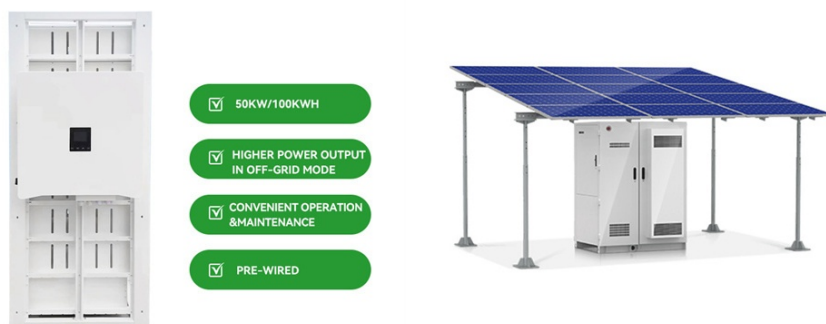 50KW/100KWH
HIGHER POWER OUTPUT
IN OFF-GRID MODE
CONVENIENT OPERATION
&MAINTENANCE
PRE-WIRED